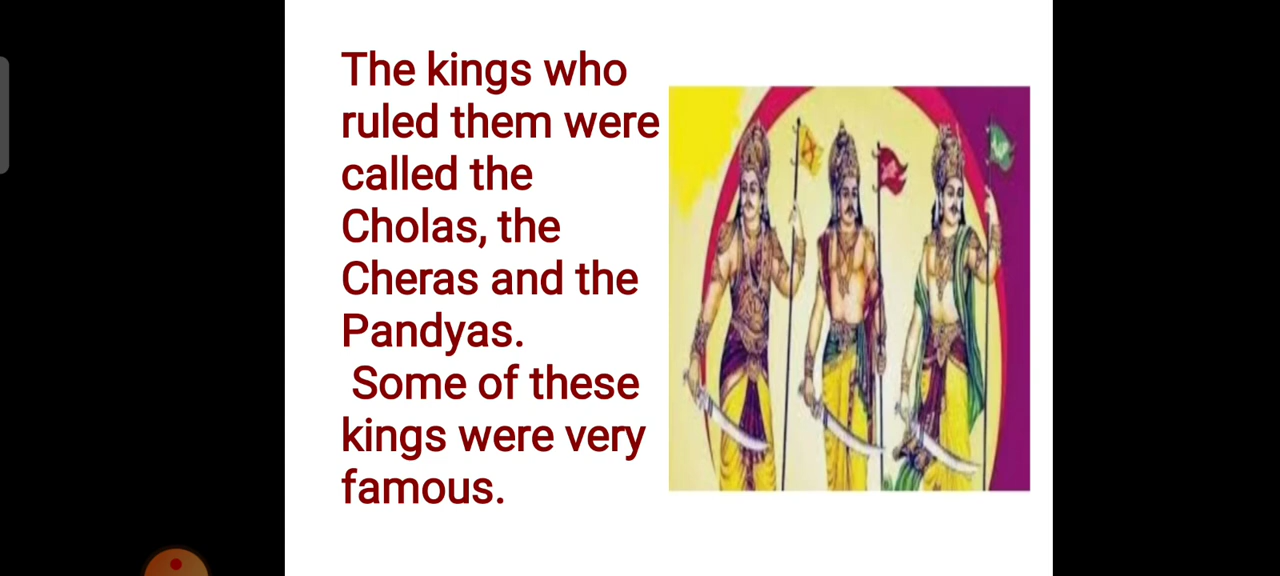 The kings who
ruled them were
called the
Cholas, the
Cheras and the
Pandyas.
Some of these
kings were very
famous.